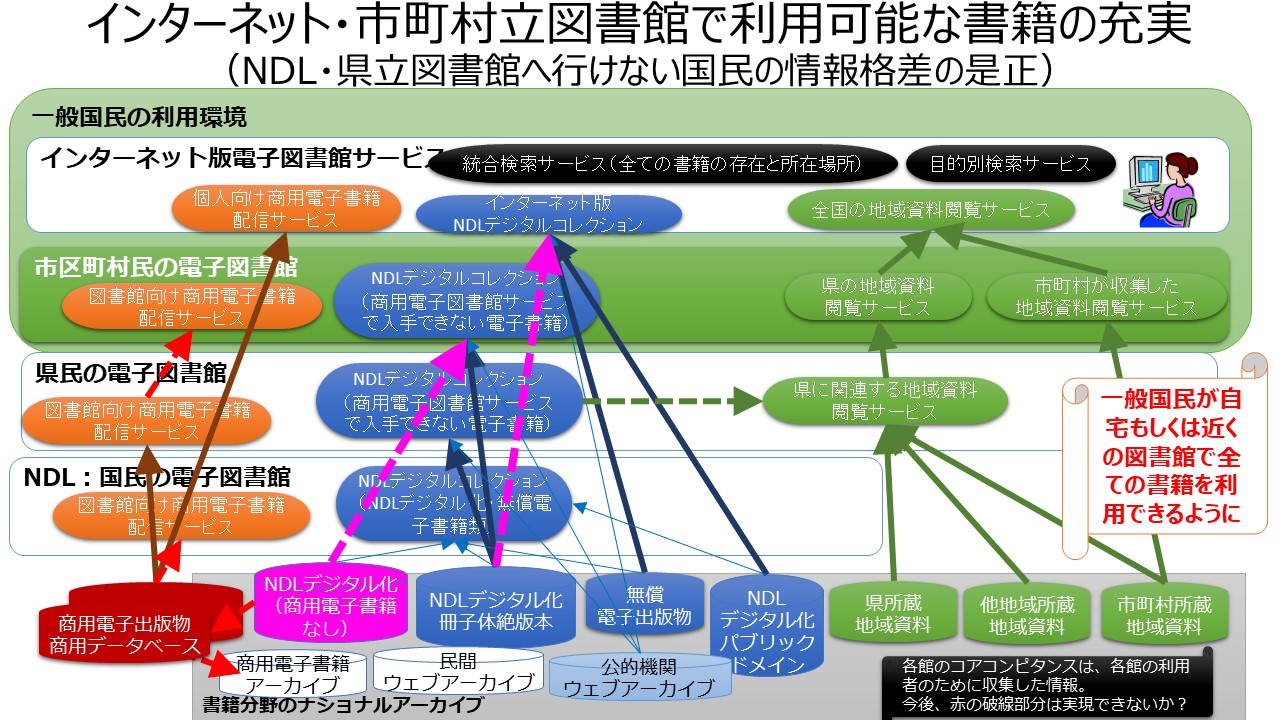 インターネット・市町村立図書館で利用可能な書籍の充実
（NDL・県立図書館へ行けない国民の情報格差の是正）
一般国民の利用環境
インターネット版電子図書館サービス
統合検索サービス（全ての書籍の存在と所在場所）
目的別検索サービス
個人向け商用電子書籍
配信サービス
インターネット版
NDLデジタルコレクション
全国の地域資料閲覧サービス
市区町村民の電子図書館
図書館向け商用電子書籍
配信サービス
NDLデジタルコレクション
（商用電子図書館サービス
で入手できない電子書籍）
県の地域資料
閲覧サービス
市町村が収集した
地域資料閲覧サービス
県民の電子図書館
図書館向け商用電子書籍
配信サービス
NDLデジタルコレクション
（商用電子図書館サービス
で入手できない電子書籍）
県に関連する地域資料
閲覧サービス
一般国民が自
宅もしくは近く
の図書館で全
ての書籍を利
用できるように
NDL：国民の電子図書館
図書館向け商用電子書籍
配信サービス
NDLデジタルコレクション
（NDLデジタル化・無償電
子書籍類）
商用電子出版物
商用データベース
NDLデジタル化
（商用電子書籍
なし）
NDLデジタル化
冊子体絶版本
無償
電子出版物
NDL
デジタル化
パブリック
ドメイン
県所蔵
地域資料
他地域所蔵
地域資料
市町村所蔵
地域資料
商用電子書籍
アーカイブ
民間
ウェブアーカイブ
公的機関
ウェブアーカイブ
書籍分野のナショナルアーカイブ
各館のコアコンピタンスは、各館の利用
者のために収集した情報。
今後、赤の破線部分は実現できないか？